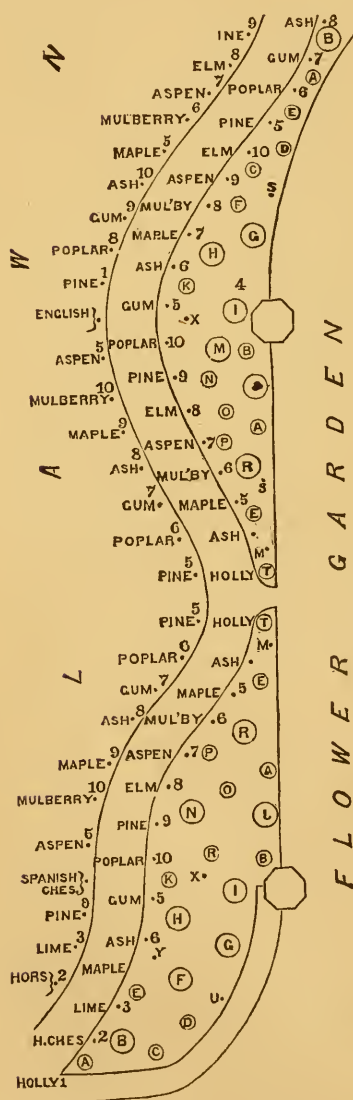 INE 9 ASH 8 B
N ELM 8 GUM 7 A
ASPEN 7 POPLAR 6 E
MULBERRY 6 PINE 5 D
MAPLE 5 ELM 10 C
ASH 10 ASPEN 9 S
GUM 9 MUL'BY 8 F
POPLAR 8 MAPLE 7 G
W PINE 1 ASH 6 H
K 4
ENGLISH GUM 5 X I
ASPEN 5 POPLAR 10 M B
MULBERRY 10 PINE 9 N
MAPLE 9 ELM 8 O A
A ASH 8 ASPEN 7 P
GUM 7 MUL'BY 6 R S
POPLAR 6 MAPLE 5 E
ASH M
PINE 5 HOLLY T
PINE 5 HOLLY T
POPLAR 6 ASH M
L GUM 7 MAPLE 5 E
ASH 8 MUL'BY 6 R
MAPLE 9 ASPEN 7 P A
MULBERRY 10 ELM 8 O
ASPEN 5 PINE 9 N L
SPANISH CHES POPLAR 10 R B
PINE 9 GUM 5 K X I
LIME 3 ASH 6 H G
HORS 2 MAPLE Y F
LIME 3 E U
H.CHES 2 B D
HOLLY 1 A C
FLOWER GARDEN